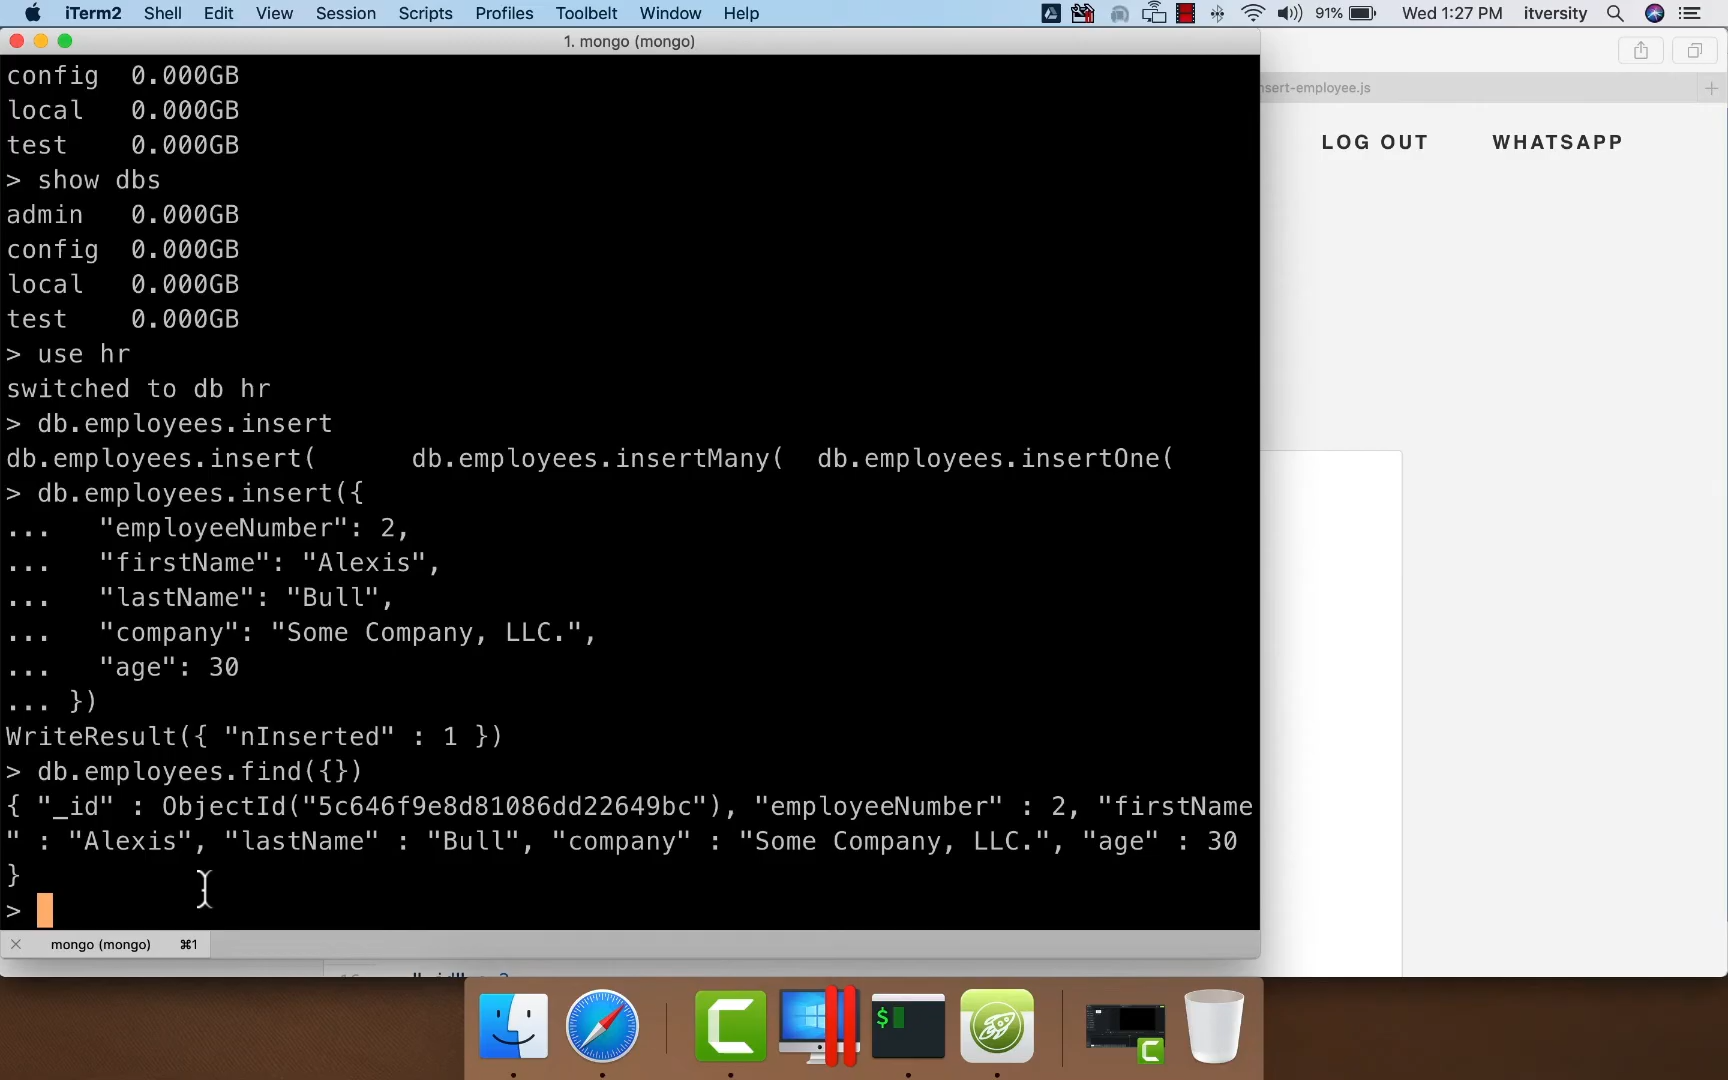 iTerm2 Shell Edit View Session Scripts Profiles Toolbelt Window Help 91% Wed 1:27 PM itversity
1. mongo (mongo)
config 0.000GB
local 0.000GB
test 0.000GB
> show dbs
admin 0.000GB
config 0.000GB
local 0.000GB
test 0.000GB
> use hr
switched to db hr
> db.employees.insert
db.employees.insert( db.employees.insertMany( db.employees.insertOne(
> db.employees.insert({
... "employeeNumber": 2,
... "firstName": "Alexis",
... "lastName": "Bull",
... "company": "Some Company, LLC.",
... "age": 30
... })
WriteResult({ "nInserted" : 1 })
> db.employees.find({})
{ "_id" : ObjectId("5c646f9e8d81086dd22649bc"), "employeeNumber" : 2, "firstName
" : "Alexis", "lastName" : "Bull", "company" : "Some Company, LLC.", "age" : 30
}
>
mongo (mongo) ⌘1
nsert-employee.js
LOG OUT WHATSAPP
$